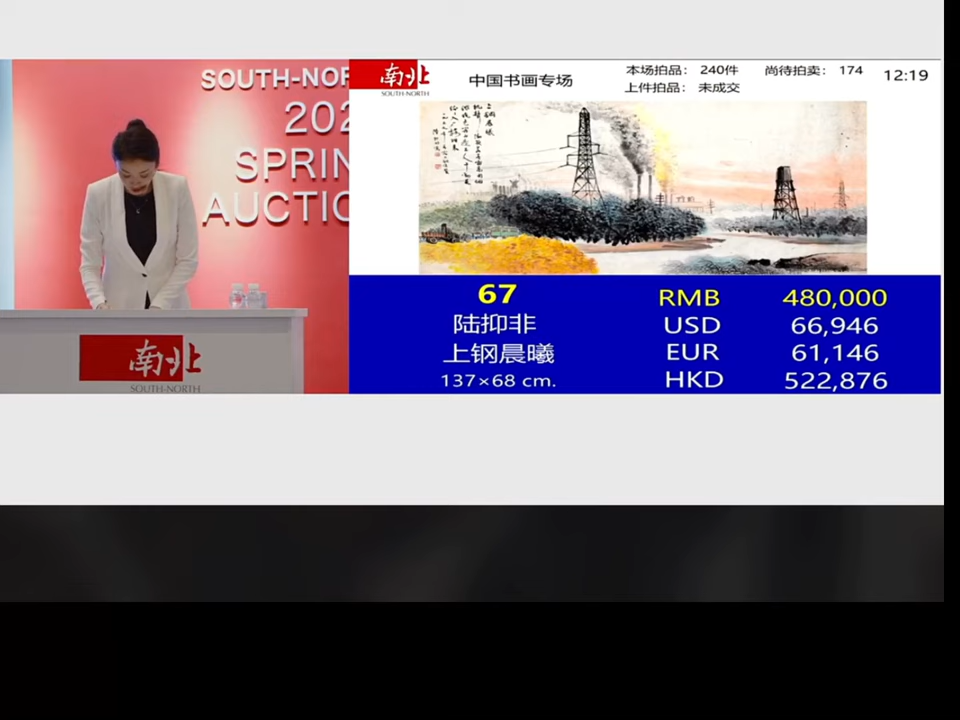 SOUTH-NOR
202
SPRIN
AUCTIO
南北
SOUTH-NORTH
南北
SOUTH-NORTH
中国书画专场
本场拍品: 240件 尚待拍卖: 174
上件拍品: 未成交
12:19
67
陆抑非
上钢晨曦
137×68 cm.
RMB 480,000
USD 66,946
EUR 61,146
HKD 522,876